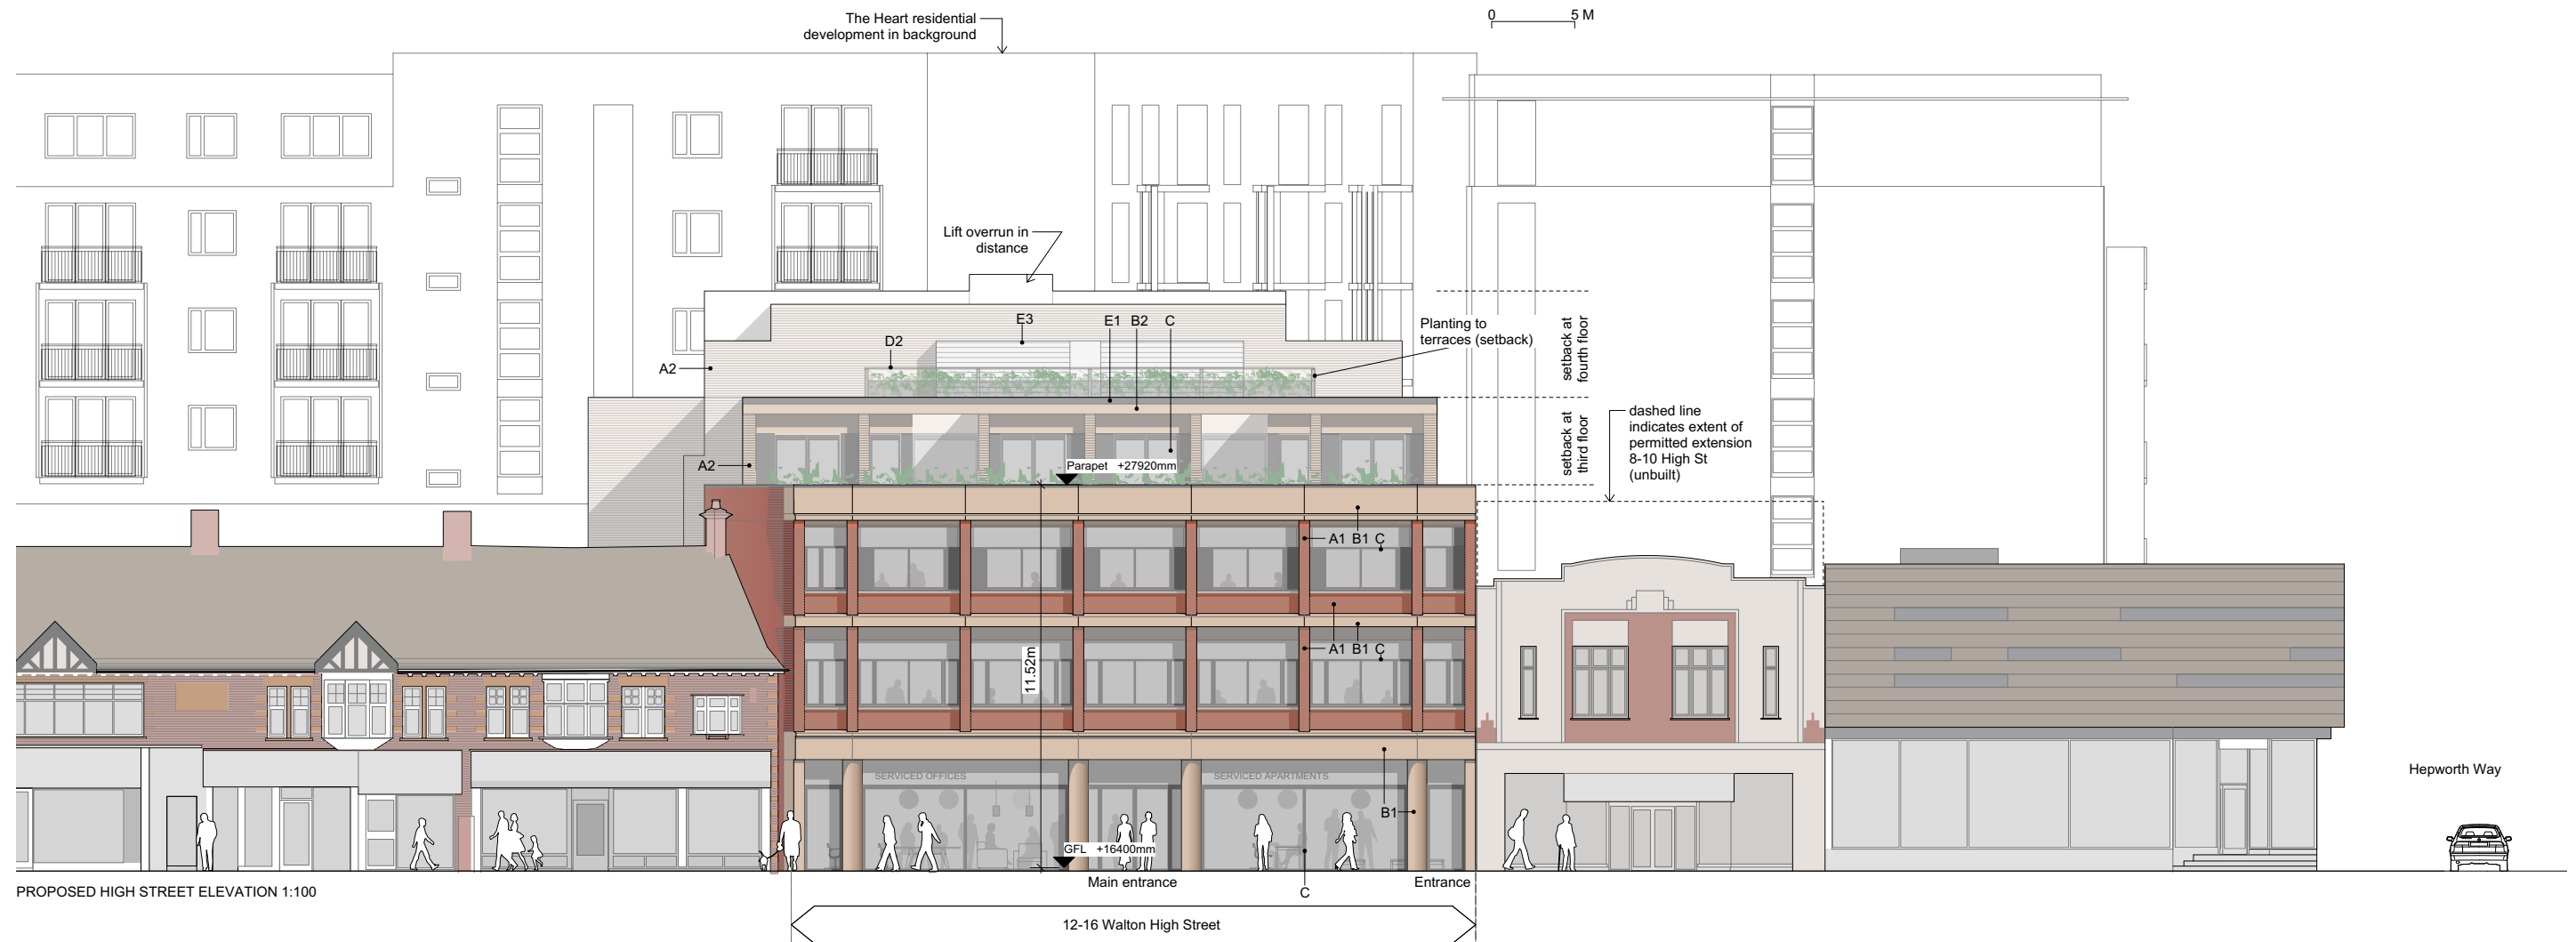 The Heart residential
development in background
0 5 M
Lift overrun in
distance
E3
E1 B2 C
D2
A2
Planting to
terraces (setback)
setback at
fourth floor
setback at
third floor
dashed line
indicates extent of
permitted extension
8-10 High St
(unbuilt)
A2
Parapet +27920mm
A1 B1 C
A1 B1 C
11.52m
SERVICED OFFICES
SERVICED APARTMENTS
B1
Hepworth Way
GFL +16400mm
Main entrance
Entrance
C
PROPOSED HIGH STREET ELEVATION 1:100
12-16 Walton High Street